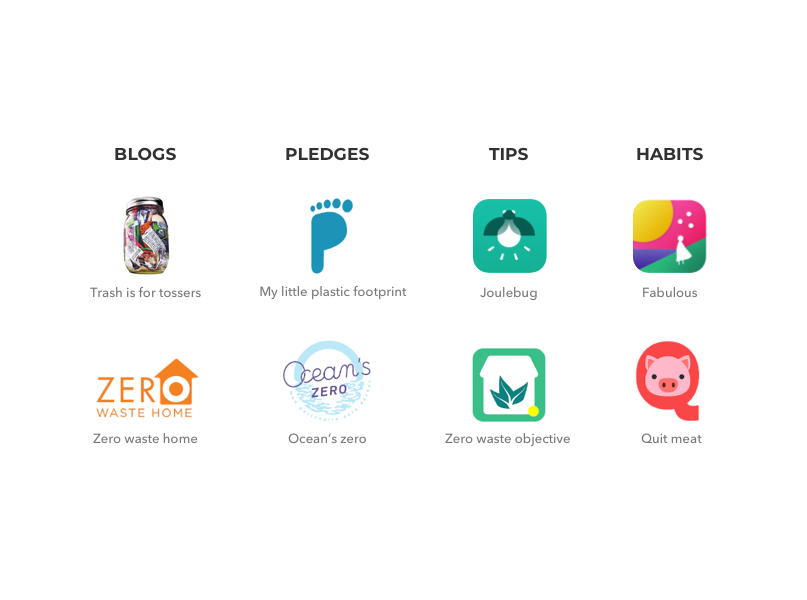 BLOGS PLEDGES TIPS HABITS
Trash is for tossers My little plastic footprint Joulebug Fabulous
Ocean's
ZERO ZERO
WASTE HOME
Zero waste home Ocean's zero Zero waste objective Quit meat